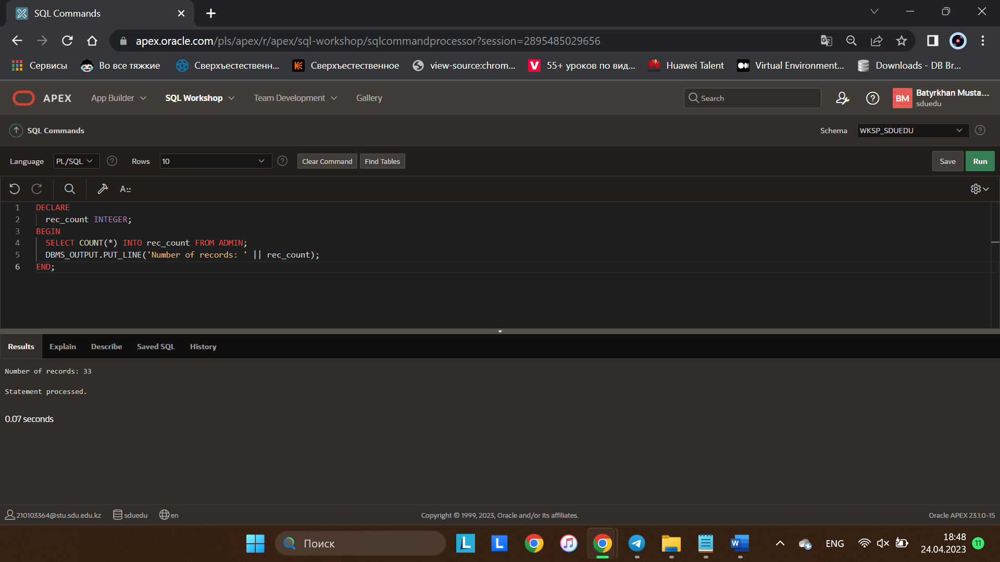 SQL Commands
apex.oracle.com/pls/apex/r/apex/sql-workshop/sqlcommandprocessor?session=2895485029656
Сервисы Во все тяжкие Сверхъестественн... Сверхъестественное view-source:chrom... 55+ уроков по вид... Huawei Talent Virtual Environment... Downloads - DB Br...
APEX App Builder SQL Workshop Team Development Gallery Search BM Batyrkhan Musta...
sduedu
SQL Commands Schema WKSP_SDUEDU
Language PL/SQL Rows 10 Clear Command Find Tables Save Run
A::
1 DECLARE
2 rec_count INTEGER;
3 BEGIN
4 SELECT COUNT(*) INTO rec_count FROM ADMIN;
5 DBMS_OUTPUT.PUT_LINE('Number of records: ' || rec_count);
6 END;
Results Explain Describe Saved SQL History
Number of records: 33
Statement processed.
0.07 seconds
210103364@stu.sdu.edu.kz sduedu en Copyright © 1999, 2023, Oracle and/or its affiliates. Oracle APEX 23.1.0-15
Поиск L L W ENG 18:48 11
24.04.2023